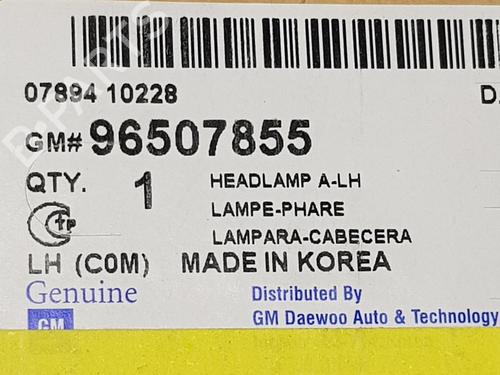 07894 10228
D
GM# 96507855
QTY. 1 HEADLAMP A-LH
LAMPE-PHARE
LAMPARA-CABECERA
LH (COM) MADE IN KOREA
Genuine
Distributed By
GM
GM Daewoo Auto & Technology